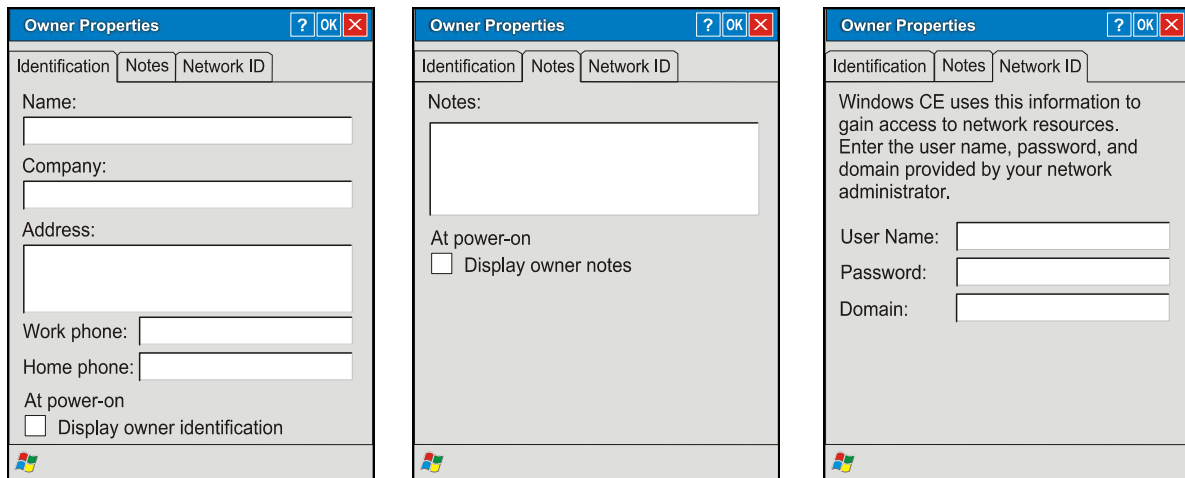 Owner Properties ? OK X
Identification Notes Network ID
Name:
Company:
Address:
Work phone:
Home phone:
At power-on
Display owner identification
Owner Properties ? OK X
Identification Notes Network ID
Notes:
At power-on
Display owner notes
Owner Properties ? OK X
Identification Notes Network ID
Windows CE uses this information to
gain access to network resources.
Enter the user name, password, and
domain provided by your network
administrator.
User Name:
Password:
Domain: